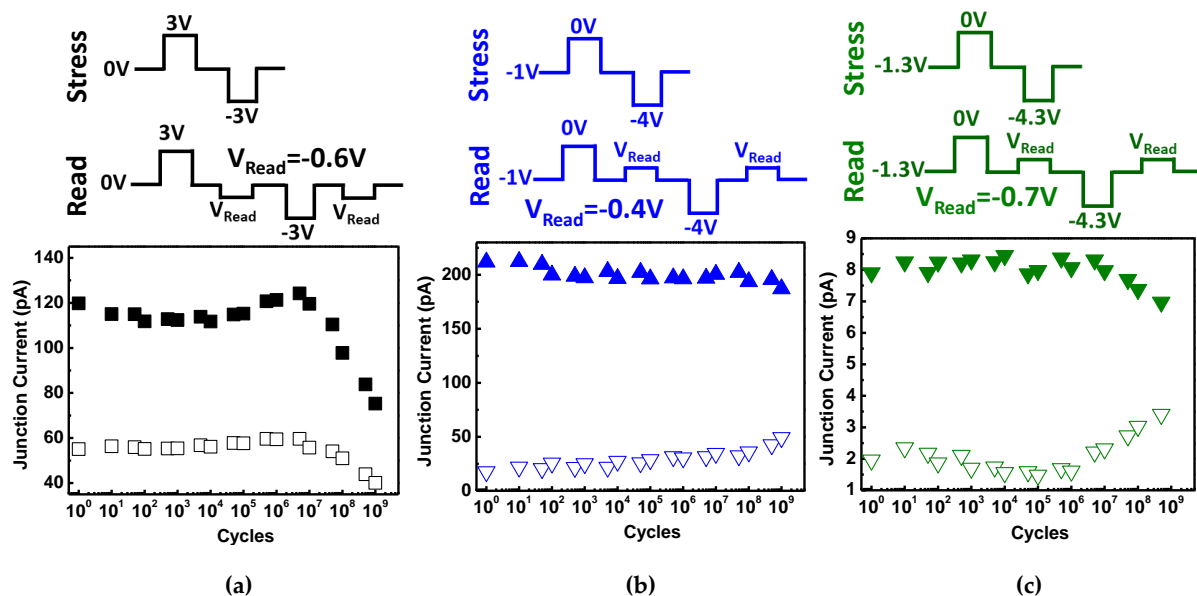 Stress
3V
0V
-3V
Read
3V
V_Read=-0.6V
0V
V_Read
V_Read
-3V
Junction Current (pA)
140
120
100
80
60
40
10^0 10^1 10^2 10^3 10^4 10^5 10^6 10^7 10^8 10^9
Cycles
(a)
Stress
0V
-1V
-4V
Read
0V
V_Read
V_Read
-1V
V_Read=-0.4V
-4V
Junction Current (pA)
200
150
100
50
0
10^0 10^1 10^2 10^3 10^4 10^5 10^6 10^7 10^8 10^9
Cycles
(b)
Stress
0V
-1.3V
-4.3V
Read
0V
V_Read
V_Read
-1.3V
V_Read=-0.7V
-4.3V
Junction Current (pA)
9
8
7
6
5
4
3
2
1
10^0 10^1 10^2 10^3 10^4 10^5 10^6 10^7 10^8 10^9
Cycles
(c)